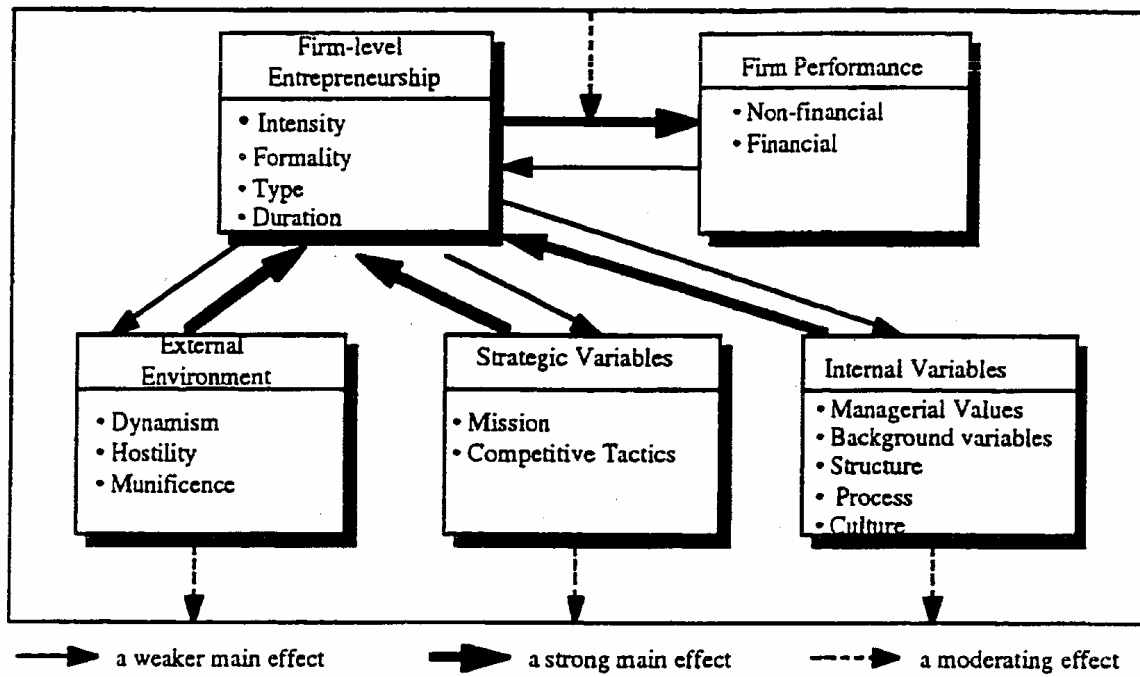 Firm-level
Entrepreneurship
• Intensity
• Formality
• Type
• Duration
Firm Performance
• Non-financial
• Financial
External
Environment
• Dynamism
• Hostility
• Munificence
Strategic Variables
• Mission
• Competitive Tactics
Internal Variables
• Managerial Values
• Background variables
• Structure
• Process
• Culture
a weaker main effect
a strong main effect
a moderating effect